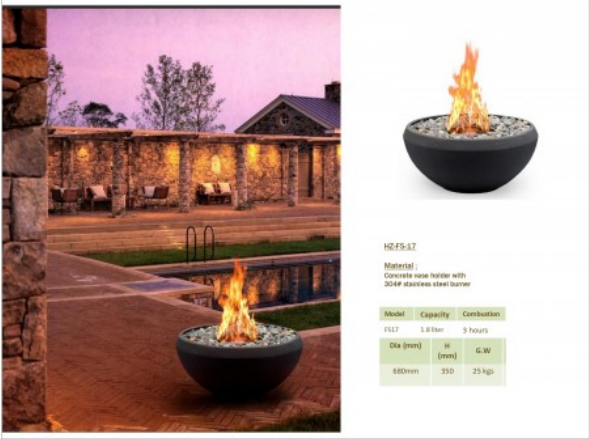 HZ-FS-17
Material :
Concrete vase holder with
304# stainless steel burner
Model Capacity Combustion
FS17 1.8 liter 3 hours
Dia (mm) H (mm) G.W
680mm 350 25 kgs